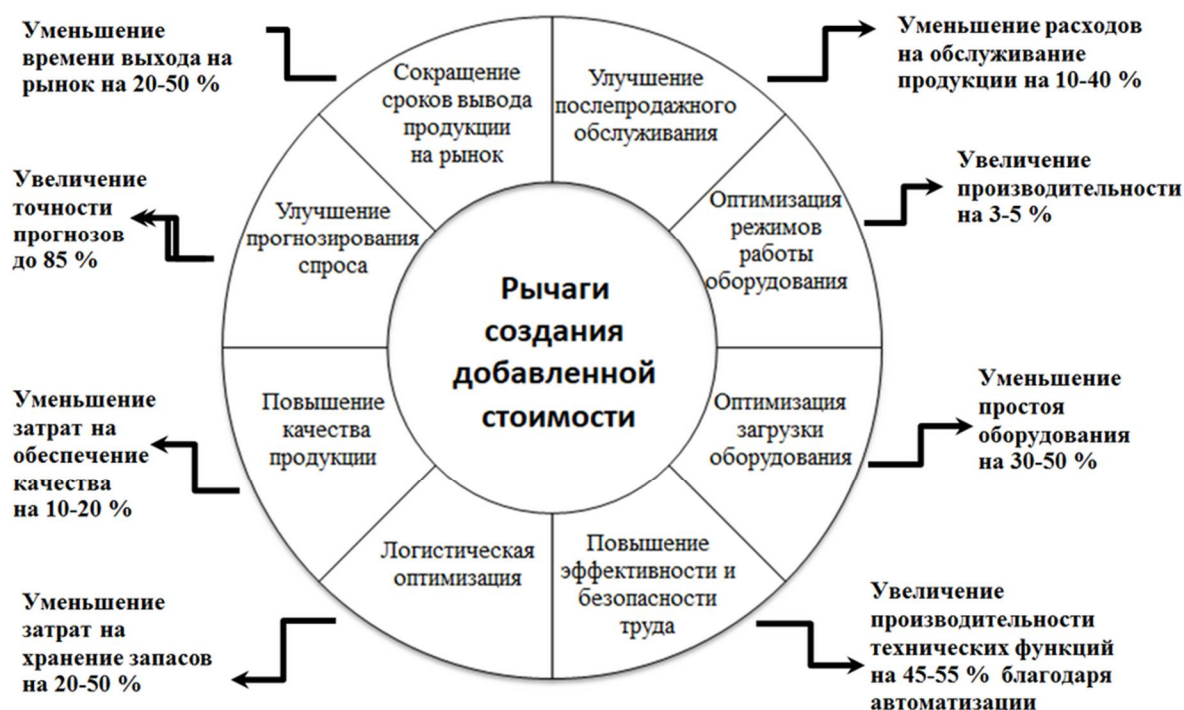 Уменьшение
времени выхода на
рынок на 20-50 %
Сокращение
сроков вывода
продукции
на рынок
Улучшение
послепродажного
обслуживания
Уменьшение расходов
на обслуживание
продукции на 10-40 %
Увеличение
точности
прогнозов
до 85 %
Улучшение
прогнозирования
спроса
Оптимизация
режимов
работы
оборудования
Увеличение
производительности
на 3-5 %
Рычаги
создания
добавленной
стоимости
Уменьшение
затрат на
обеспечение
качества
на 10-20 %
Повышение
качества
продукции
Оптимизация
загрузки
оборудования
Уменьшение
простоя
оборудования
на 30-50 %
Уменьшение
затрат на
хранение запасов
на 20-50 %
Логистическая
оптимизация
Повышение
эффективности и
безопасности
труда
Увеличение
производительности
технических функций
на 45-55 % благодаря
автоматизации